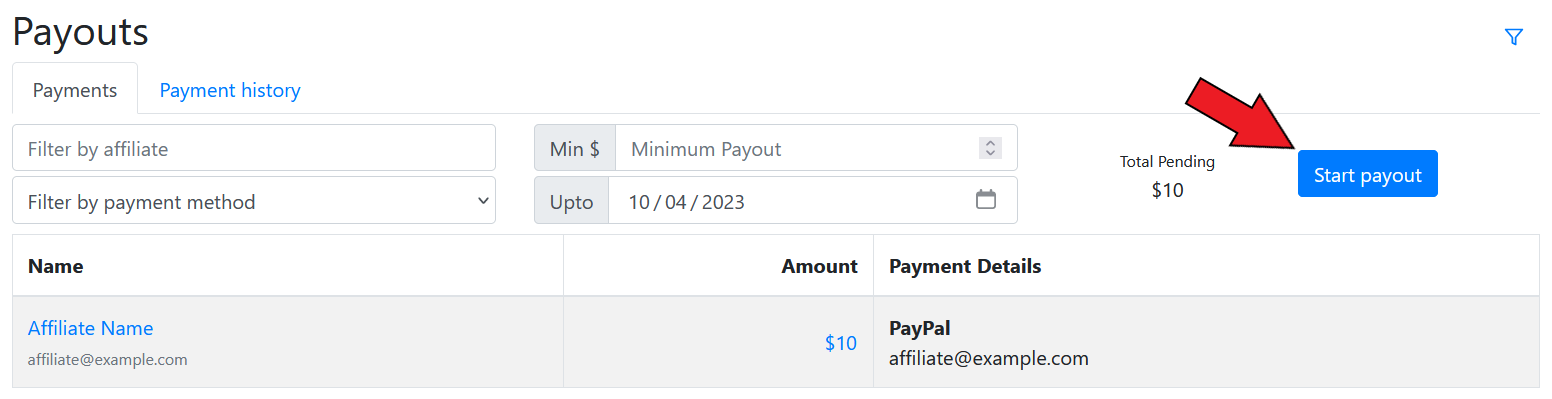 Payouts
Payments
Payment history
Filter by affiliate
Min $
Minimum Payout
Total Pending
$10
Start payout
Filter by payment method
Upto
10/04/2023
Name
Amount
Payment Details
Affiliate Name
affiliate@example.com
$10
PayPal
affiliate@example.com